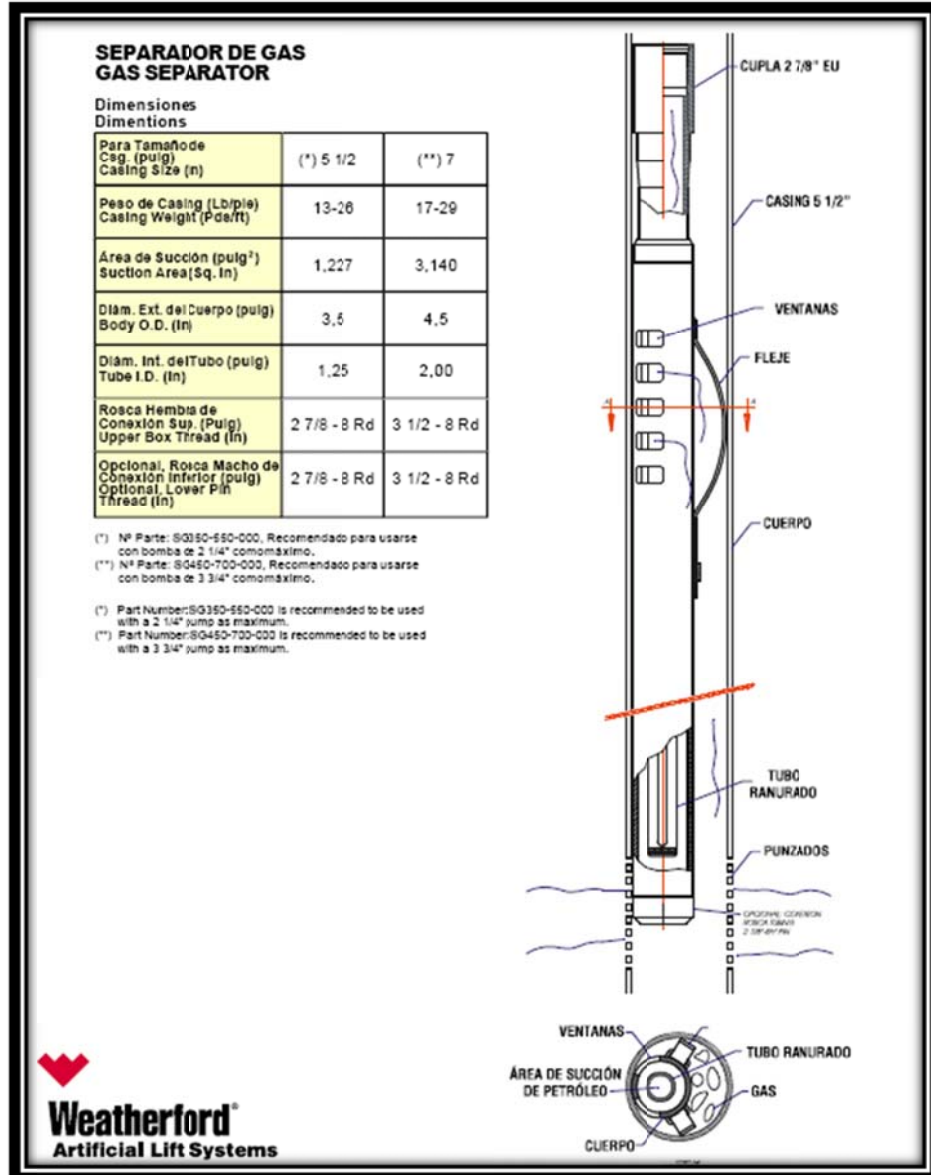 SEPARADOR DE GAS
GAS SEPARATOR
Dimensiones
Dimentions
Para Tamañode
Csg. (pulg)
Casing Size (in)
(*) 5 1/2
(**) 7
Peso de Casing (Lb/pie)
Casing Weight (Pds/ft)
13-26
17-29
Área de Succión (pulg²)
Suction Area(Sq. In)
1,227
3,140
Diám. Ext. del Cuerpo (pulg)
Body O.D. (In)
3,5
4,5
Diám. Int. delTubo (pulg)
Tube I.D. (In)
1,25
2,00
Rosca Hembra de
Conexión Sup. (Pulg)
Upper Box Thread (In)
2 7/8 - 8 Rd
3 1/2 - 8 Rd
Opcional, Rosca Macho de
Conexión Inferior (pulg)
Optional, Lower Pin
Thread (In)
2 7/8 - 8 Rd
3 1/2 - 8 Rd
(*) Nº Parte: SG350-550-000, Recomendado para usarse
con bomba de 2 1/4" comomáximo.
(**) Nº Parte: SG450-700-000, Recomendado para usarse
con bomba de 3 3/4" comomáximo.
(*) Part Number:SG350-550-000 is recommended to be used
with a 2 1/4" pump as maximum.
(**) Part Number:SG450-700-000 is recommended to be used
with a 3 3/4" pump as maximum.
CUPLA 2 7/8" EU
CASING 5 1/2"
VENTANAS
FLEJE
A
A
CUERPO
TUBO
RANURADO
PUNZADOS
VENTANAS
TUBO RANURADO
ÁREA DE SUCCIÓN
DE PETRÓLEO
GAS
CUERPO
Weatherford®
Artificial Lift Systems